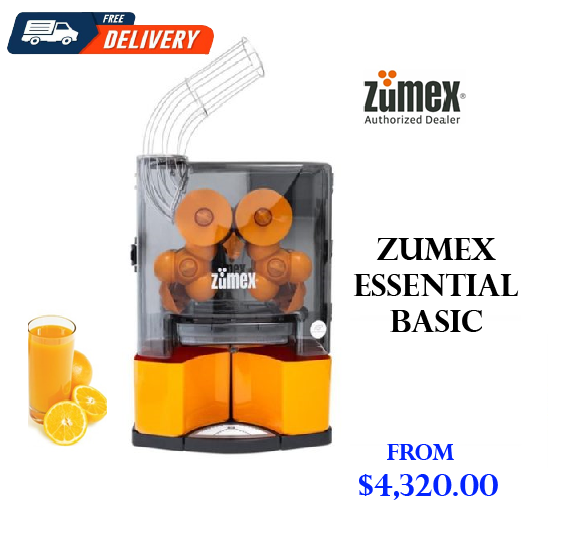 FREE
DELIVERY
zumex®
Authorized Dealer
zumex
ZUMEX
ESSENTIAL
BASIC
FROM
$4,320.00